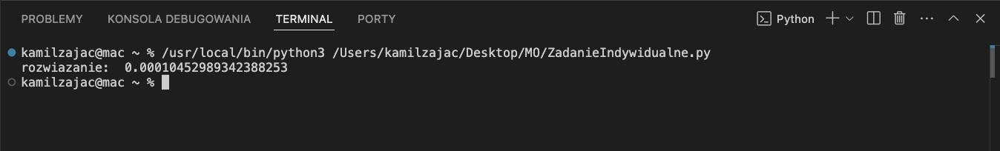 PROBLEMY KONSOLA DEBUGOWANIA TERMINAL PORTY Python
kamilzajac@mac ~ % /usr/local/bin/python3 /Users/kamilzajac/Desktop/MO/ZadanieIndywidualne.py
rozwiazanie:  0.00010452989342388253
kamilzajac@mac ~ %